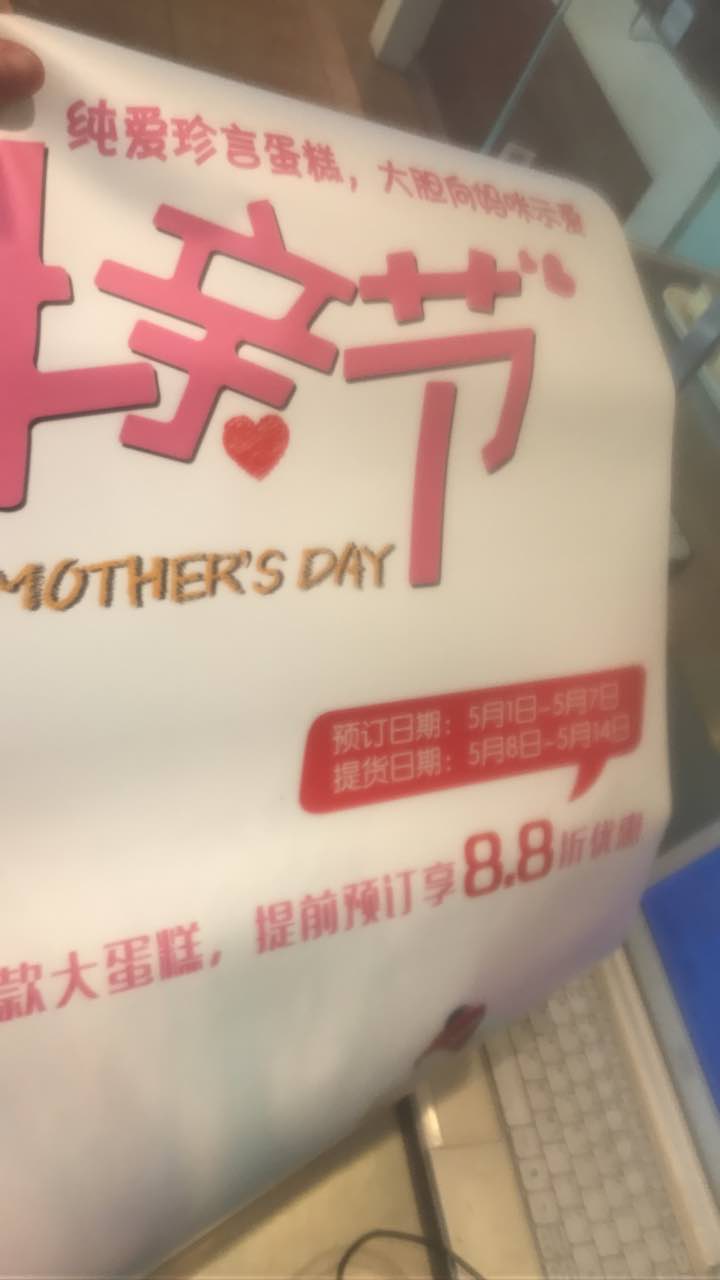 纯爱珍言蛋糕，大胆向妈咪示爱
母亲节
MOTHER'S DAY
预订日期：5月1日-5月7日
提货日期：5月8日-5月14日
款大蛋糕，提前预订享8.8折优惠